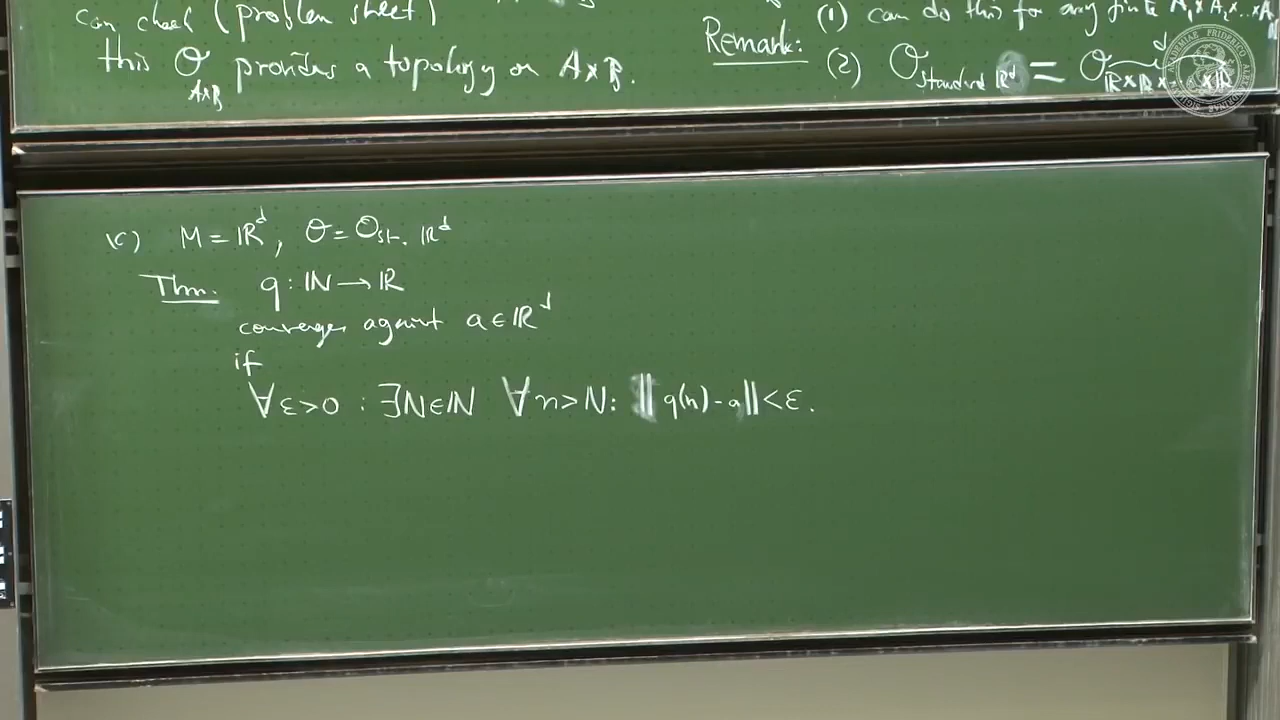 can check (problem sheet)
this O_{A×B} provides a topology on A×B.
Remark: (1) can do this for any finite A₁×A₂×...×A
(2) O_{standard ℝ^d} = O_{ℝ×ℝ×...×ℝ} d
(c) M = ℝ^d, O = O_{st.} ℝ^d
Thm. q : ℕ → ℝ
converges against a ∈ ℝ^d
if
∀ε>0 : ∃N∈ℕ ∀n>N: ‖q(n)-a‖<ε.